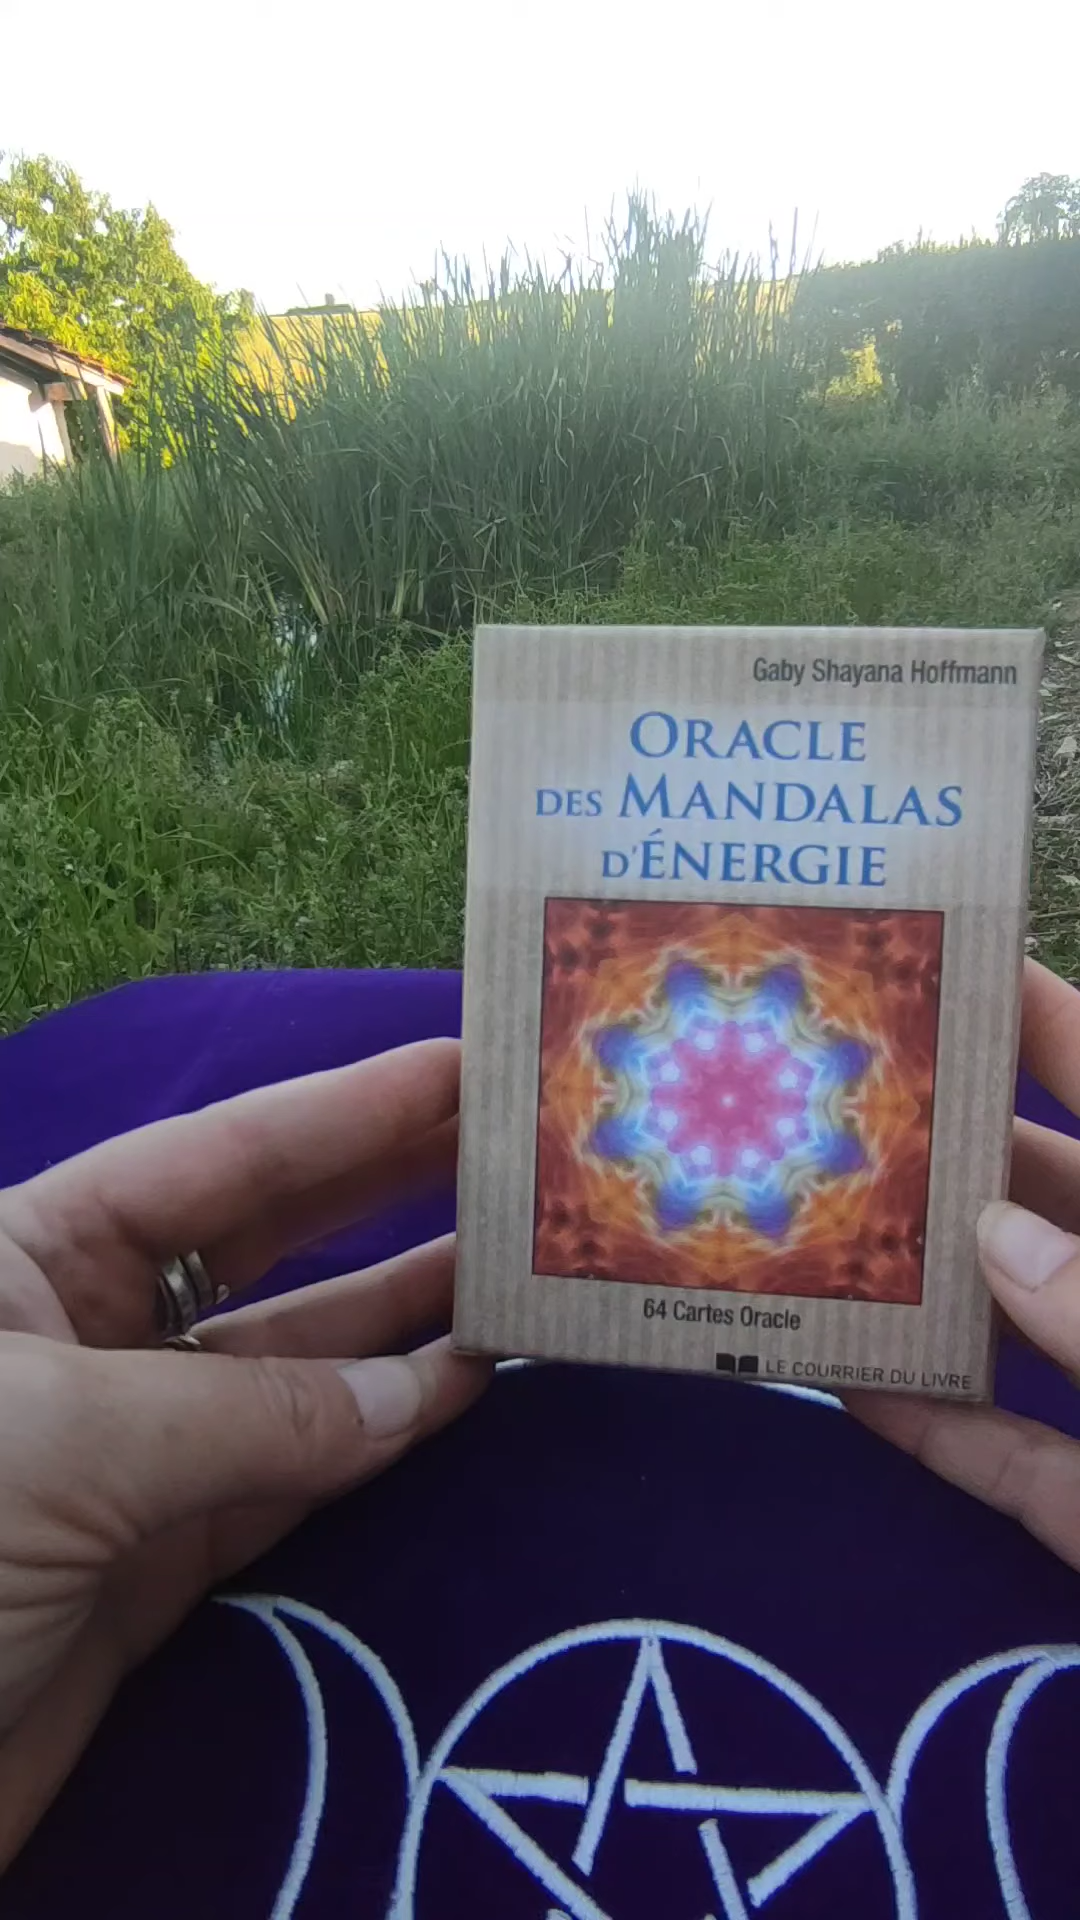 Gaby Shayana Hoffmann
ORACLE
DES MANDALAS
D'ÉNERGIE
64 Cartes Oracle
LE COURRIER DU LIVRE